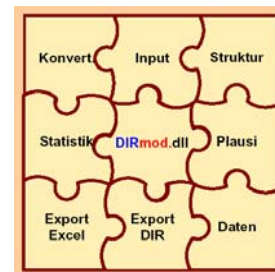 Konvert. Input Struktur
Statistik DIRmod.dll Plausi
Export Export Daten
Excel DIR